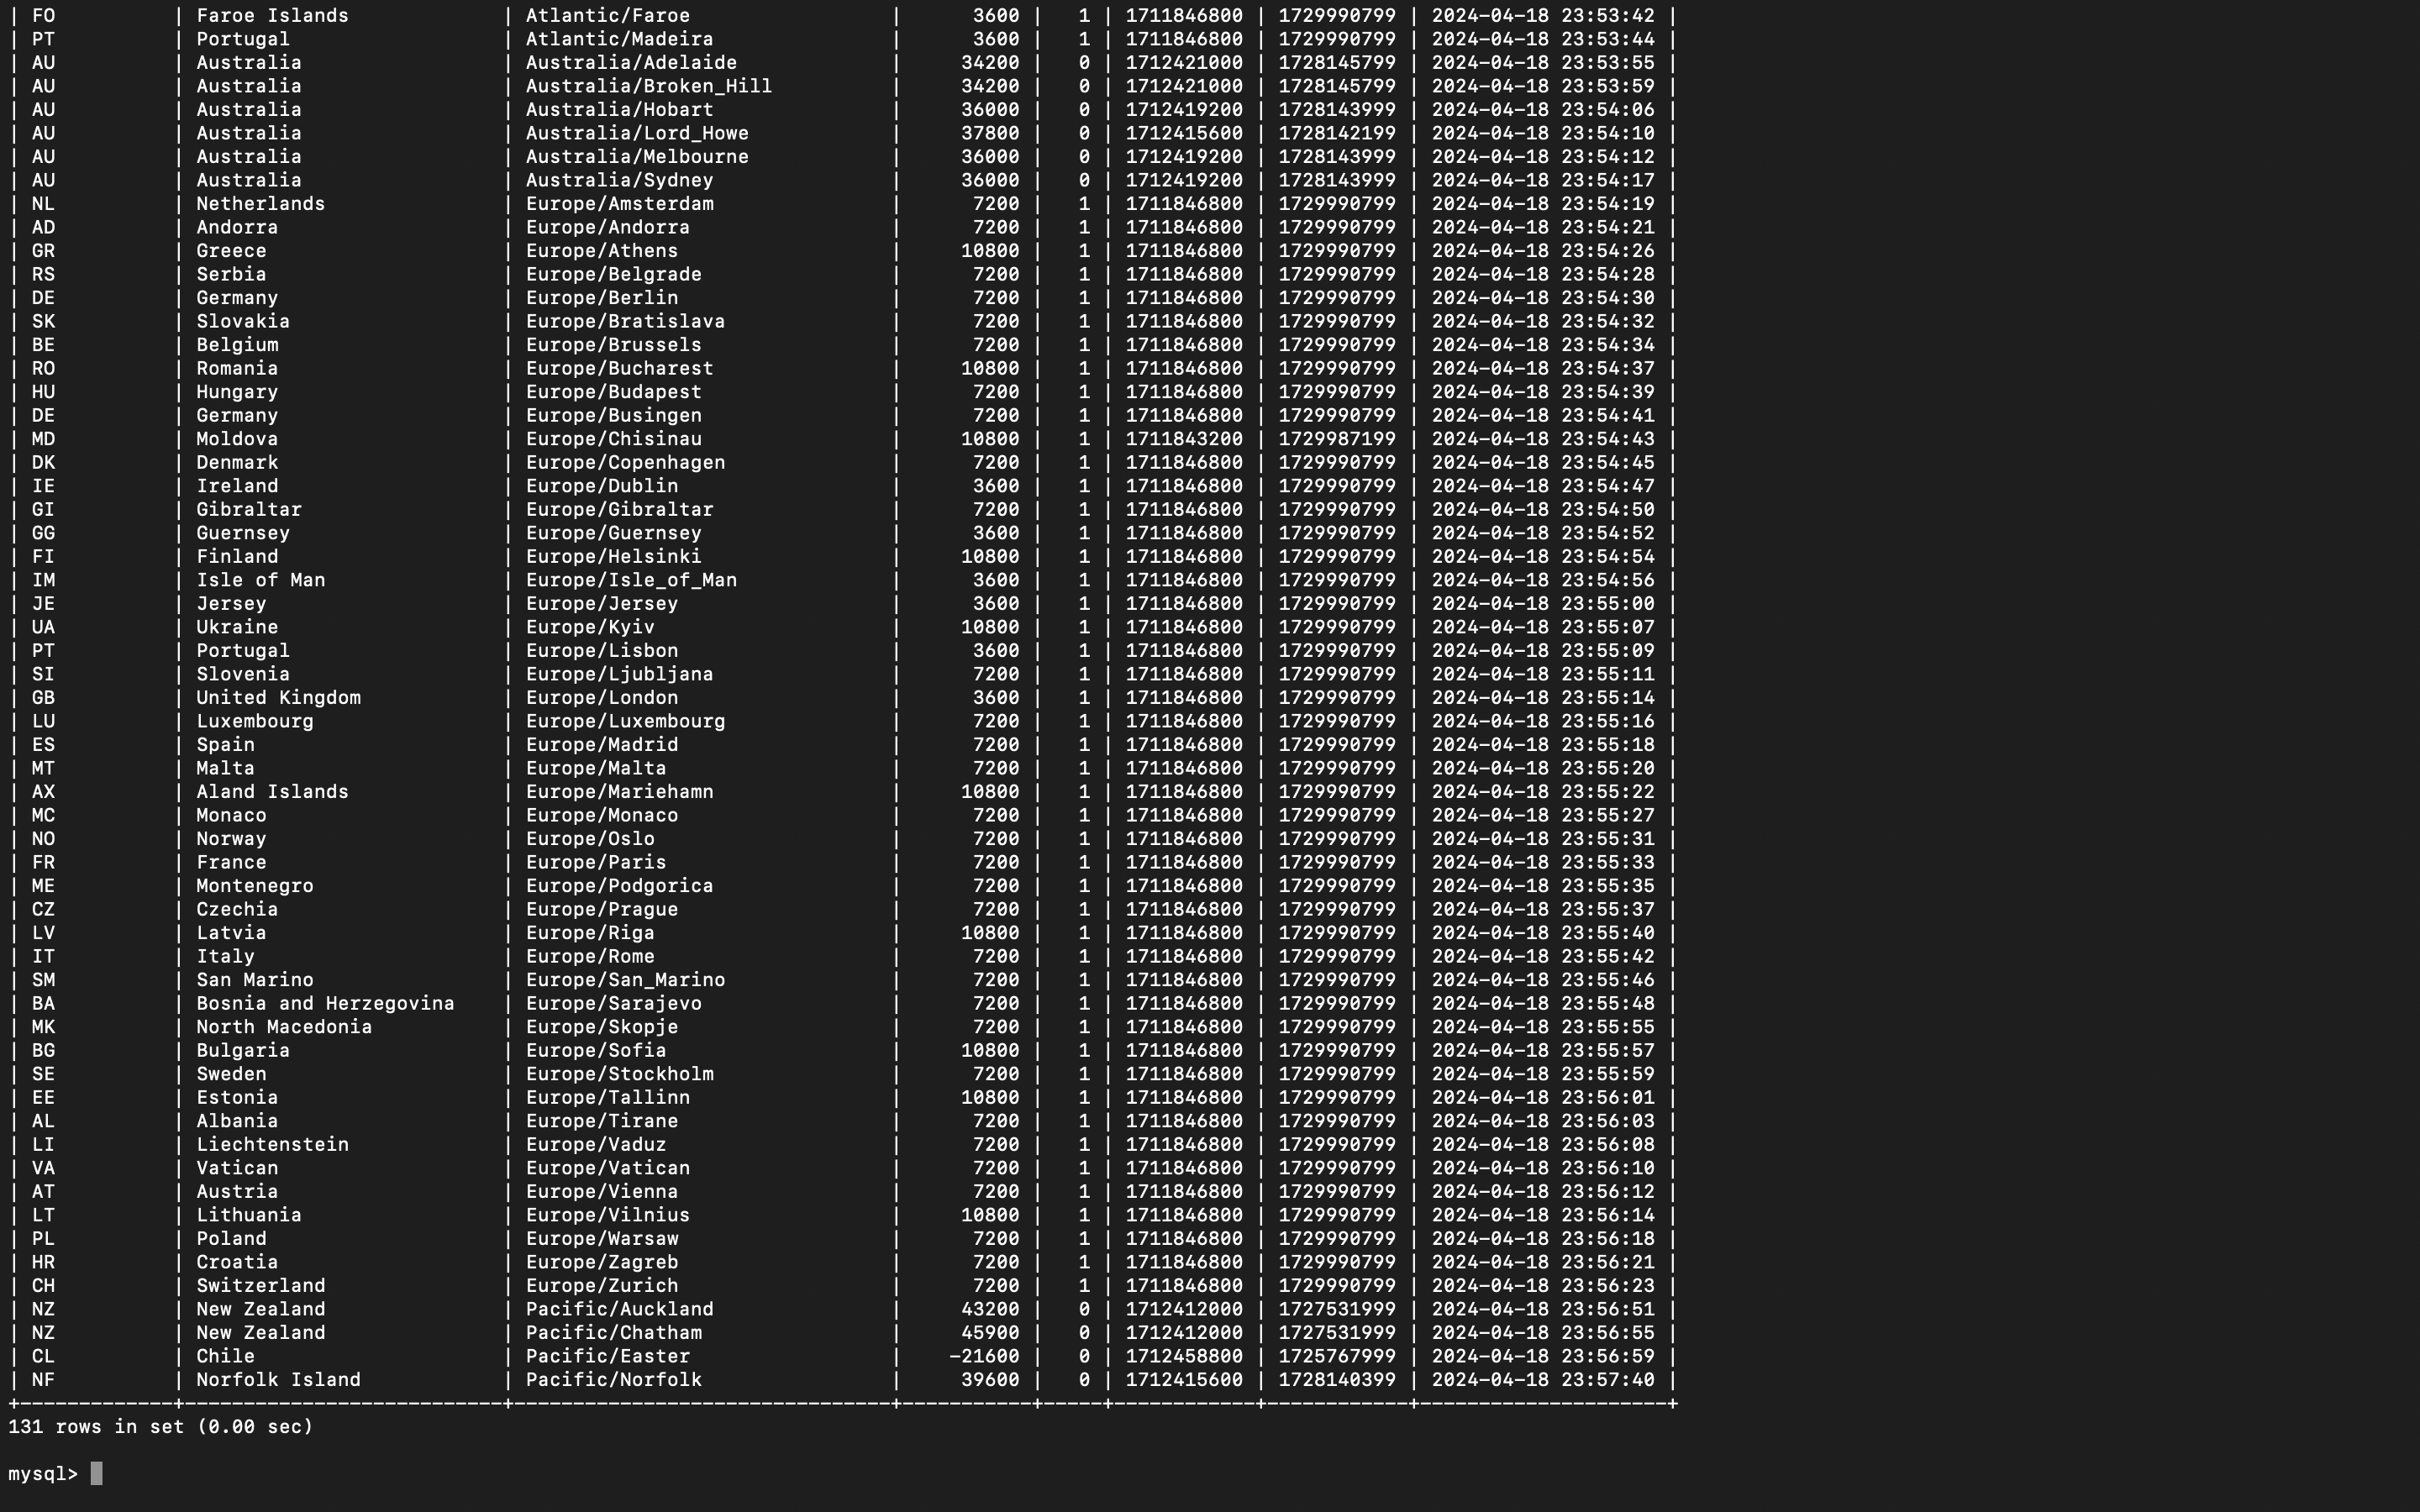 | FO | Faroe Islands | Atlantic/Faroe | 3600 | 1 | 1711846800 | 1729990799 | 2024-04-18 23:53:42 |
| PT | Portugal | Atlantic/Madeira | 3600 | 1 | 1711846800 | 1729990799 | 2024-04-18 23:53:44 |
| AU | Australia | Australia/Adelaide | 34200 | 0 | 1712421000 | 1728145799 | 2024-04-18 23:53:55 |
| AU | Australia | Australia/Broken_Hill | 34200 | 0 | 1712421000 | 1728145799 | 2024-04-18 23:53:59 |
| AU | Australia | Australia/Hobart | 36000 | 0 | 1712419200 | 1728143999 | 2024-04-18 23:54:06 |
| AU | Australia | Australia/Lord_Howe | 37800 | 0 | 1712415600 | 1728142199 | 2024-04-18 23:54:10 |
| AU | Australia | Australia/Melbourne | 36000 | 0 | 1712419200 | 1728143999 | 2024-04-18 23:54:12 |
| AU | Australia | Australia/Sydney | 36000 | 0 | 1712419200 | 1728143999 | 2024-04-18 23:54:17 |
| NL | Netherlands | Europe/Amsterdam | 7200 | 1 | 1711846800 | 1729990799 | 2024-04-18 23:54:19 |
| AD | Andorra | Europe/Andorra | 7200 | 1 | 1711846800 | 1729990799 | 2024-04-18 23:54:21 |
| GR | Greece | Europe/Athens | 10800 | 1 | 1711846800 | 1729990799 | 2024-04-18 23:54:26 |
| RS | Serbia | Europe/Belgrade | 7200 | 1 | 1711846800 | 1729990799 | 2024-04-18 23:54:28 |
| DE | Germany | Europe/Berlin | 7200 | 1 | 1711846800 | 1729990799 | 2024-04-18 23:54:30 |
| SK | Slovakia | Europe/Bratislava | 7200 | 1 | 1711846800 | 1729990799 | 2024-04-18 23:54:32 |
| BE | Belgium | Europe/Brussels | 7200 | 1 | 1711846800 | 1729990799 | 2024-04-18 23:54:34 |
| RO | Romania | Europe/Bucharest | 10800 | 1 | 1711846800 | 1729990799 | 2024-04-18 23:54:37 |
| HU | Hungary | Europe/Budapest | 7200 | 1 | 1711846800 | 1729990799 | 2024-04-18 23:54:39 |
| DE | Germany | Europe/Busingen | 7200 | 1 | 1711846800 | 1729990799 | 2024-04-18 23:54:41 |
| MD | Moldova | Europe/Chisinau | 10800 | 1 | 1711843200 | 1729987199 | 2024-04-18 23:54:43 |
| DK | Denmark | Europe/Copenhagen | 7200 | 1 | 1711846800 | 1729990799 | 2024-04-18 23:54:45 |
| IE | Ireland | Europe/Dublin | 3600 | 1 | 1711846800 | 1729990799 | 2024-04-18 23:54:47 |
| GI | Gibraltar | Europe/Gibraltar | 7200 | 1 | 1711846800 | 1729990799 | 2024-04-18 23:54:50 |
| GG | Guernsey | Europe/Guernsey | 3600 | 1 | 1711846800 | 1729990799 | 2024-04-18 23:54:52 |
| FI | Finland | Europe/Helsinki | 10800 | 1 | 1711846800 | 1729990799 | 2024-04-18 23:54:54 |
| IM | Isle of Man | Europe/Isle_of_Man | 3600 | 1 | 1711846800 | 1729990799 | 2024-04-18 23:54:56 |
| JE | Jersey | Europe/Jersey | 3600 | 1 | 1711846800 | 1729990799 | 2024-04-18 23:55:00 |
| UA | Ukraine | Europe/Kyiv | 10800 | 1 | 1711846800 | 1729990799 | 2024-04-18 23:55:07 |
| PT | Portugal | Europe/Lisbon | 3600 | 1 | 1711846800 | 1729990799 | 2024-04-18 23:55:09 |
| SI | Slovenia | Europe/Ljubljana | 7200 | 1 | 1711846800 | 1729990799 | 2024-04-18 23:55:11 |
| GB | United Kingdom | Europe/London | 3600 | 1 | 1711846800 | 1729990799 | 2024-04-18 23:55:14 |
| LU | Luxembourg | Europe/Luxembourg | 7200 | 1 | 1711846800 | 1729990799 | 2024-04-18 23:55:16 |
| ES | Spain | Europe/Madrid | 7200 | 1 | 1711846800 | 1729990799 | 2024-04-18 23:55:18 |
| MT | Malta | Europe/Malta | 7200 | 1 | 1711846800 | 1729990799 | 2024-04-18 23:55:20 |
| AX | Aland Islands | Europe/Mariehamn | 10800 | 1 | 1711846800 | 1729990799 | 2024-04-18 23:55:22 |
| MC | Monaco | Europe/Monaco | 7200 | 1 | 1711846800 | 1729990799 | 2024-04-18 23:55:27 |
| NO | Norway | Europe/Oslo | 7200 | 1 | 1711846800 | 1729990799 | 2024-04-18 23:55:31 |
| FR | France | Europe/Paris | 7200 | 1 | 1711846800 | 1729990799 | 2024-04-18 23:55:33 |
| ME | Montenegro | Europe/Podgorica | 7200 | 1 | 1711846800 | 1729990799 | 2024-04-18 23:55:35 |
| CZ | Czechia | Europe/Prague | 7200 | 1 | 1711846800 | 1729990799 | 2024-04-18 23:55:37 |
| LV | Latvia | Europe/Riga | 10800 | 1 | 1711846800 | 1729990799 | 2024-04-18 23:55:40 |
| IT | Italy | Europe/Rome | 7200 | 1 | 1711846800 | 1729990799 | 2024-04-18 23:55:42 |
| SM | San Marino | Europe/San_Marino | 7200 | 1 | 1711846800 | 1729990799 | 2024-04-18 23:55:46 |
| BA | Bosnia and Herzegovina | Europe/Sarajevo | 7200 | 1 | 1711846800 | 1729990799 | 2024-04-18 23:55:48 |
| MK | North Macedonia | Europe/Skopje | 7200 | 1 | 1711846800 | 1729990799 | 2024-04-18 23:55:55 |
| BG | Bulgaria | Europe/Sofia | 10800 | 1 | 1711846800 | 1729990799 | 2024-04-18 23:55:57 |
| SE | Sweden | Europe/Stockholm | 7200 | 1 | 1711846800 | 1729990799 | 2024-04-18 23:55:59 |
| EE | Estonia | Europe/Tallinn | 10800 | 1 | 1711846800 | 1729990799 | 2024-04-18 23:56:01 |
| AL | Albania | Europe/Tirane | 7200 | 1 | 1711846800 | 1729990799 | 2024-04-18 23:56:03 |
| LI | Liechtenstein | Europe/Vaduz | 7200 | 1 | 1711846800 | 1729990799 | 2024-04-18 23:56:08 |
| VA | Vatican | Europe/Vatican | 7200 | 1 | 1711846800 | 1729990799 | 2024-04-18 23:56:10 |
| AT | Austria | Europe/Vienna | 7200 | 1 | 1711846800 | 1729990799 | 2024-04-18 23:56:12 |
| LT | Lithuania | Europe/Vilnius | 10800 | 1 | 1711846800 | 1729990799 | 2024-04-18 23:56:14 |
| PL | Poland | Europe/Warsaw | 7200 | 1 | 1711846800 | 1729990799 | 2024-04-18 23:56:18 |
| HR | Croatia | Europe/Zagreb | 7200 | 1 | 1711846800 | 1729990799 | 2024-04-18 23:56:21 |
| CH | Switzerland | Europe/Zurich | 7200 | 1 | 1711846800 | 1729990799 | 2024-04-18 23:56:23 |
| NZ | New Zealand | Pacific/Auckland | 43200 | 0 | 1712412000 | 1727531999 | 2024-04-18 23:56:51 |
| NZ | New Zealand | Pacific/Chatham | 45900 | 0 | 1712412000 | 1727531999 | 2024-04-18 23:56:55 |
| CL | Chile | Pacific/Easter | -21600 | 0 | 1712458800 | 1725767999 | 2024-04-18 23:56:59 |
| NF | Norfolk Island | Pacific/Norfolk | 39600 | 0 | 1712415600 | 1728140399 | 2024-04-18 23:57:40 |
+--------------+----------------------------+--------------------------------+-----------+-----+------------+------------+---------------------+
131 rows in set (0.00 sec)
mysql>